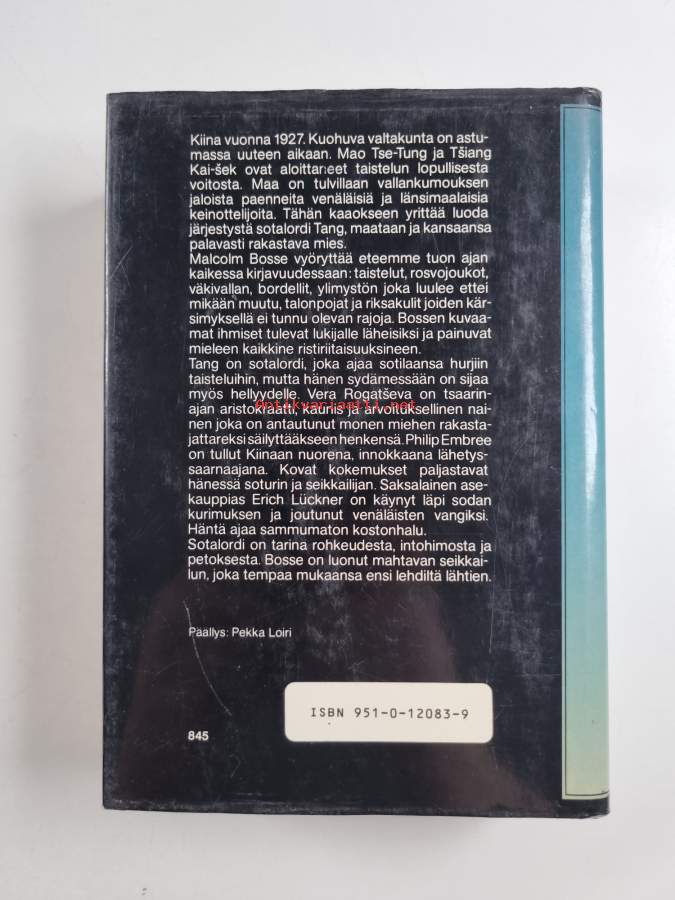 Kiina vuonna 1927. Kuohuva valtakunta on astu-
massa uuteen aikaan. Mao Tse-Tung ja Tšiang
Kai-šek ovat aloittaneet taistelun lopullisesta
voitosta. Maa on tulvillaan vallankumouksen
jaloista paenneita venäläisiä ja länsimaalaisia
keinottelijoita. Tähän kaaokseen yrittää luoda
järjestystä sotalordi Tang, maataan ja kansaansa
palavasti rakastava mies.
Malcolm Bosse vyöryttää eteemme tuon ajan
kaikessa kirjavuudessaan: taistelut, rosvojoukot,
väkivallan, bordellit, ylimystön joka luulee ettei
mikään muutu, talonpojat ja riksakulit joiden kär-
simyksellä ei tunnu olevan rajoja. Bossen kuvaa-
mat ihmiset tulevat lukijalle läheisiksi ja painuvat
mieleen kaikkine ristiriitaisuuksineen.
Tang on sotalordi, joka ajaa sotilaansa hurjiin
taisteluihin, mutta hänen sydämessään on sijaa
myös hellyydelle. Vera Rogatševa on tsaarin-
ajan aristokraatti, kaunis ja arvoituksellinen nai-
nen joka on antautunut monen miehen rakasta-
jattareksi säilyttääkseen henkensä. Philip Embree
on tullut Kiinaan nuorena, innokkaana lähetys-
saarnaajana. Kovat kokemukset paljastavat
hänessä soturin ja seikkailijan. Saksalainen ase-
kauppias Erich Lückner on käynyt läpi sodan
kurimuksen ja joutunut venäläisten vangiksi.
Häntä ajaa sammumaton kostonhalu.
Sotalordi on tarina rohkeudesta, intohimosta ja
petoksesta. Bosse on luonut mahtavan seikkai-
lun, joka tempaa mukaansa ensi lehdiltä lähtien.
Antikvariaatti.net
Päällys: Pekka Loiri
ISBN 951-0-12083-9
845